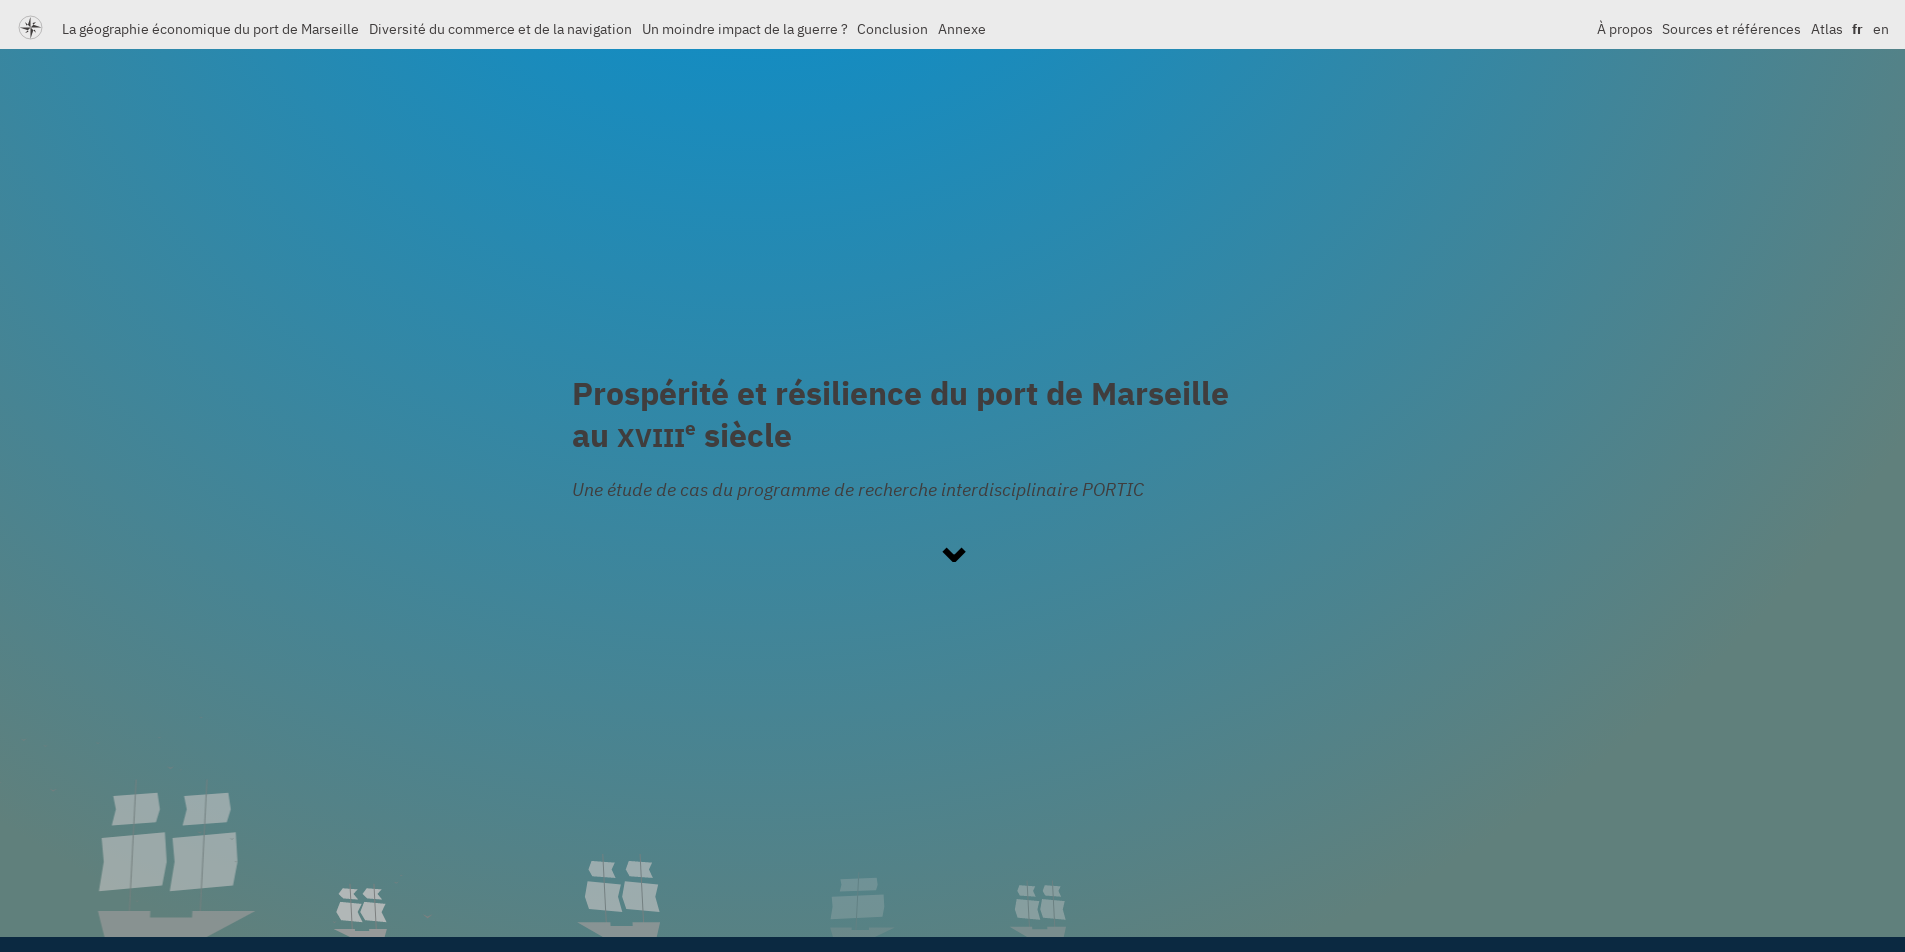 La géographie économique du port de Marseille Diversité du commerce et de la navigation Un moindre impact de la guerre ? Conclusion Annexe À propos Sources et références Atlas fr en
Prospérité et résilience du port de Marseille
au XVIIIe siècle
Une étude de cas du programme de recherche interdisciplinaire PORTIC